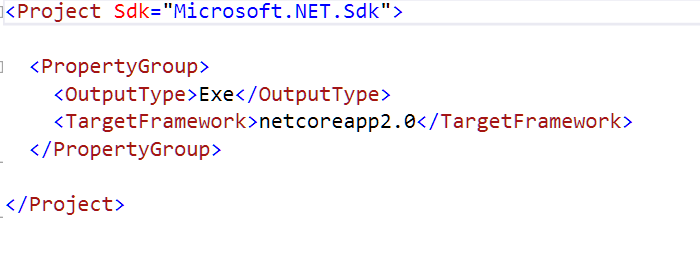 <Project Sdk="Microsoft.NET.Sdk">
<PropertyGroup>
<OutputType>Exe</OutputType>
<TargetFramework>netcoreapp2.0</TargetFramework>
</PropertyGroup>
</Project>